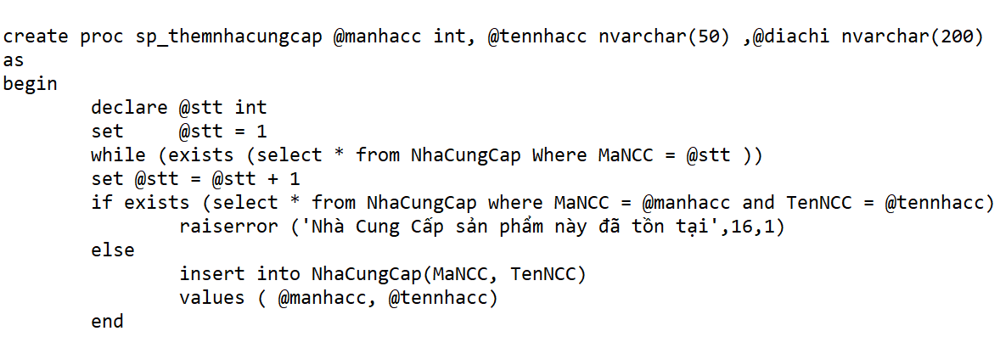 create proc sp_themnhacungcap @manhacc int, @tennhacc nvarchar(50) ,@diachi nvarchar(200)
as
begin
declare @stt int
set @stt = 1
while (exists (select * from NhaCungCap Where MaNCC = @stt ))
set @stt = @stt + 1
if exists (select * from NhaCungCap where MaNCC = @manhacc and TenNCC = @tennhacc)
raiserror ('Nhà Cung Cấp sản phẩm này đã tồn tại',16,1)
else
insert into NhaCungCap(MaNCC, TenNCC)
values ( @manhacc, @tennhacc)
end